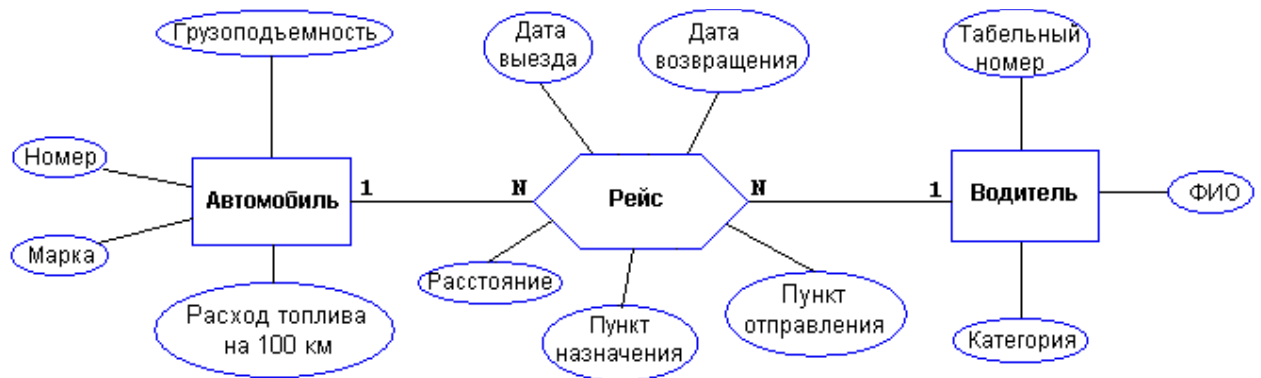 Грузоподъемность
Дата
выезда
Дата
возвращения
Табельный
номер
Номер
Автомобиль
1
N
Рейс
N
1
Водитель
ФИО
Марка
Расстояние
Расход топлива
на 100 км
Пункт
назначения
Пункт
отправления
Категория